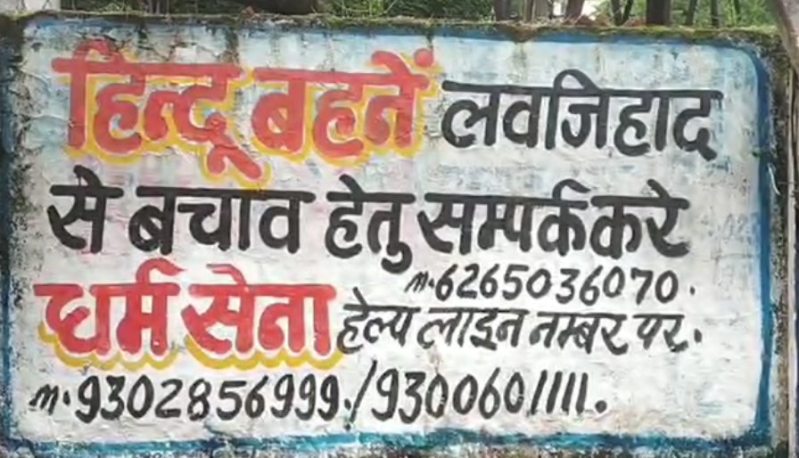 हिन्दू बहनें लवजिहाद
से बचाव हेतु सम्पर्क करे
m.6265036070.
धर्म सेना हेल्प लाइन नम्बर पर.
m.9302856999./9300601111.